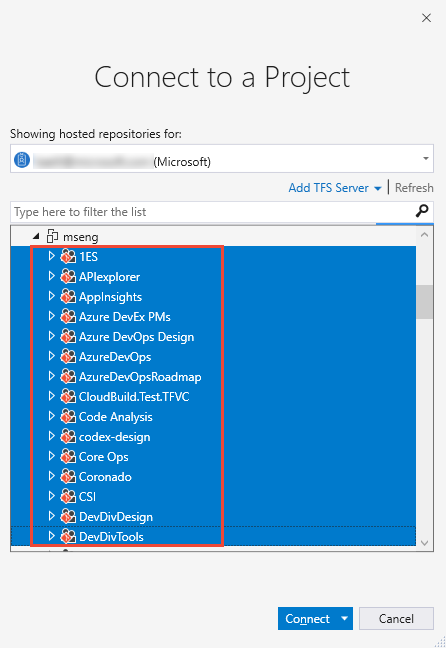 Connect to a Project
Showing hosted repositories for:
(Microsoft)
Add TFS Server | Refresh
Type here to filter the list
mseng
1ES
APIexplorer
AppInsights
Azure DevEx PMs
Azure DevOps Design
AzureDevOps
AzureDevOpsRoadmap
CloudBuild.Test.TFVC
Code Analysis
codex-design
Core Ops
Coronado
CSI
DevDivDesign
DevDivTools
Connect Cancel